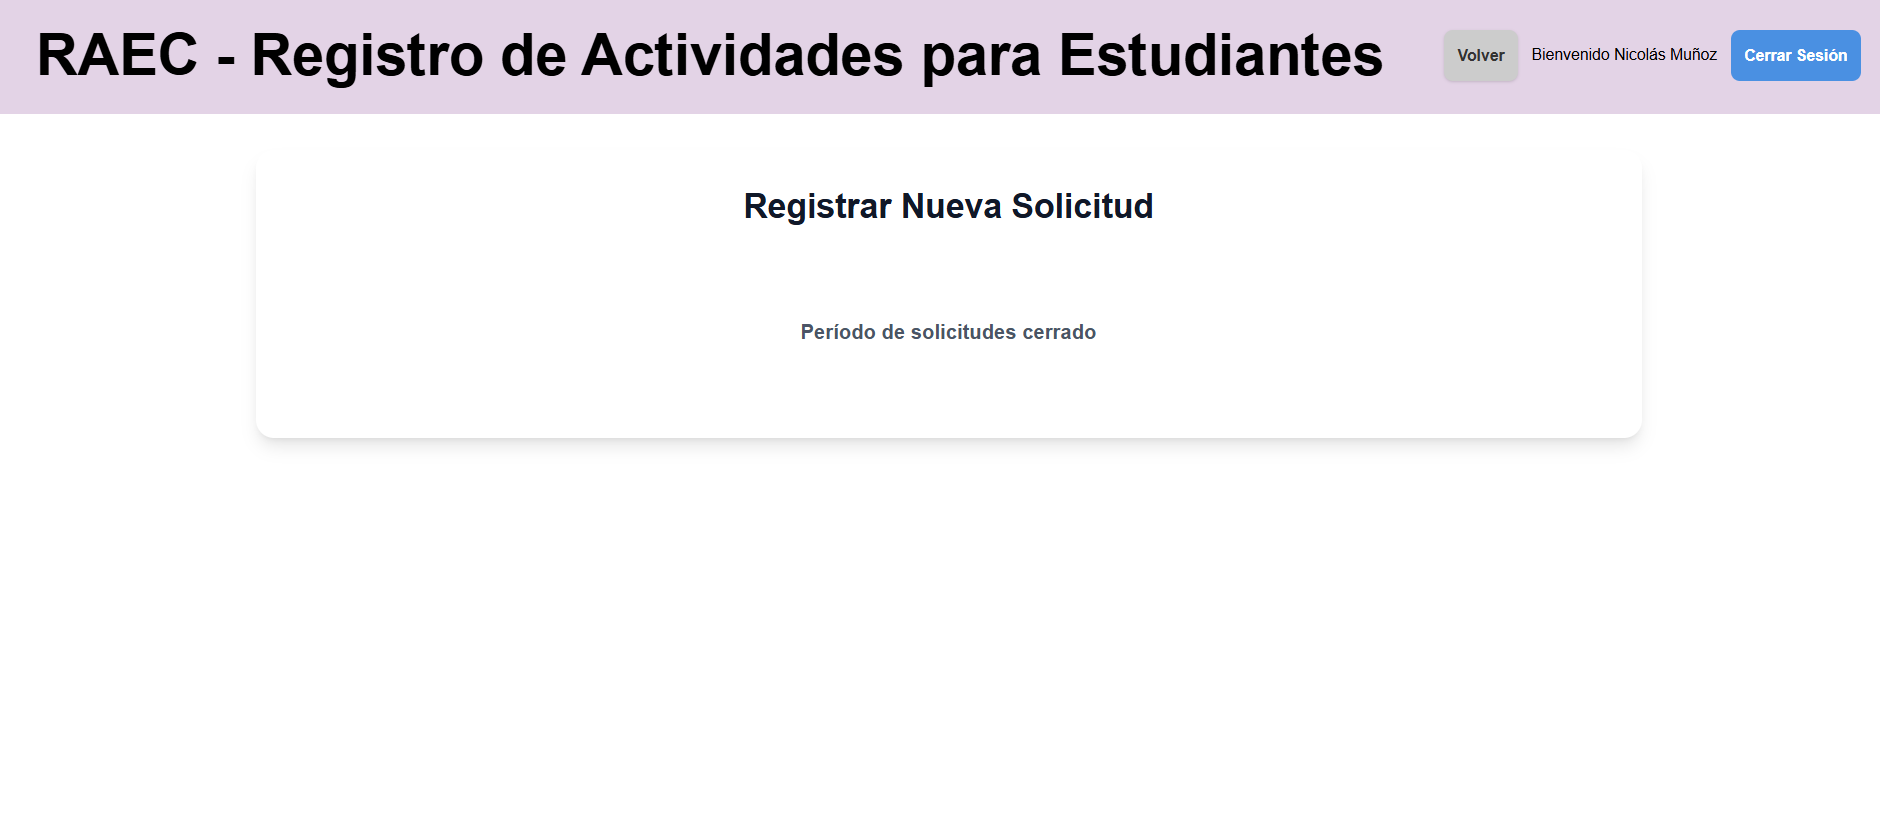 RAEC - Registro de Actividades para Estudiantes
Volver
Bienvenido Nicolás Muñoz
Cerrar Sesión
Registrar Nueva Solicitud
Período de solicitudes cerrado